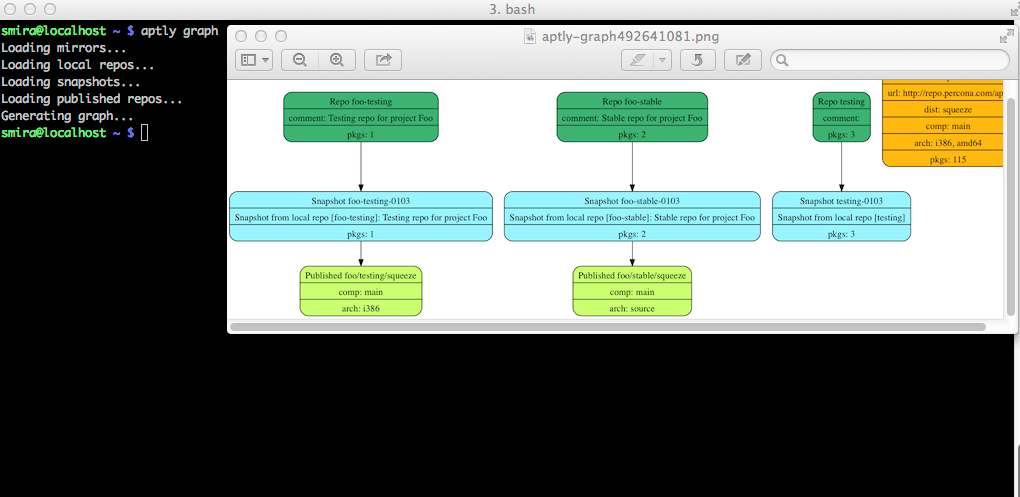 3. bash
smira@localhost ~ $ aptly graph
Loading mirrors...
Loading local repos...
Loading snapshots...
Loading published repos...
Generating graph...
smira@localhost ~ $
aptly-graph492641081.png
Repo foo-testing
comment: Testing repo for project Foo
pkgs: 1
Repo foo-stable
comment: Stable repo for project Foo
pkgs: 2
Repo testing
comment:
pkgs: 3
url: http://repo.percona.com/ap
dist: squeeze
comp: main
arch: i386, amd64
pkgs: 115
Snapshot foo-testing-0103
Snapshot from local repo [foo-testing]: Testing repo for project Foo
pkgs: 1
Snapshot foo-stable-0103
Snapshot from local repo [foo-stable]: Stable repo for project Foo
pkgs: 2
Snapshot testing-0103
Snapshot from local repo [testing]
pkgs: 3
Published foo/testing/squeeze
comp: main
arch: i386
Published foo/stable/squeeze
comp: main
arch: source